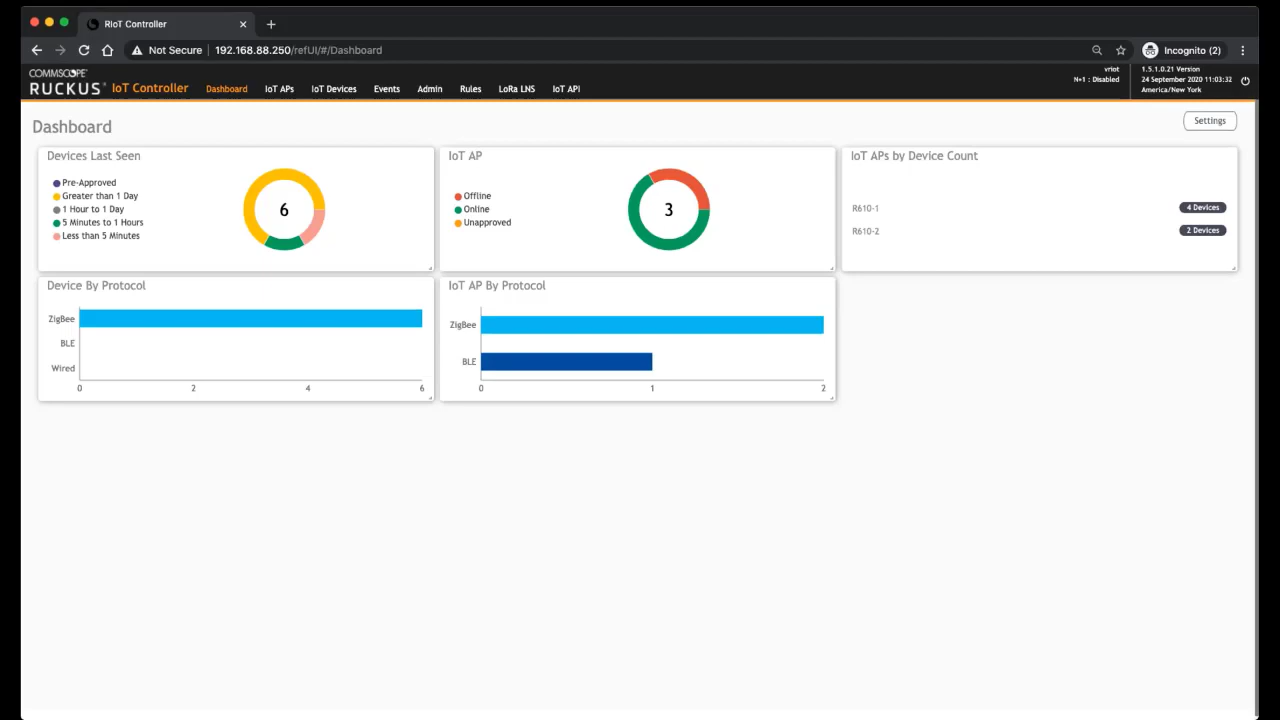 RIoT Controller
Not Secure 192.168.88.250/refUI/#/Dashboard
Incognito (2)
COMMSCOPE
RUCKUS IoT Controller
Dashboard IoT APs IoT Devices Events Admin Rules LoRa LNS IoT API
vriot
N+1 : Disabled
1.5.1.0.21 Version
24 September 2020 11:03:32
America/New York
Dashboard
Settings
Devices Last Seen
Pre-Approved
Greater than 1 Day
1 Hour to 1 Day
5 Minutes to 1 Hours
Less than 5 Minutes
6
IoT AP
Offline
Online
Unapproved
3
IoT APs by Device Count
R610-1 4 Devices
R610-2 2 Devices
Device By Protocol
ZigBee
BLE
Wired
0 2 4 6
IoT AP By Protocol
ZigBee
BLE
0 1 2